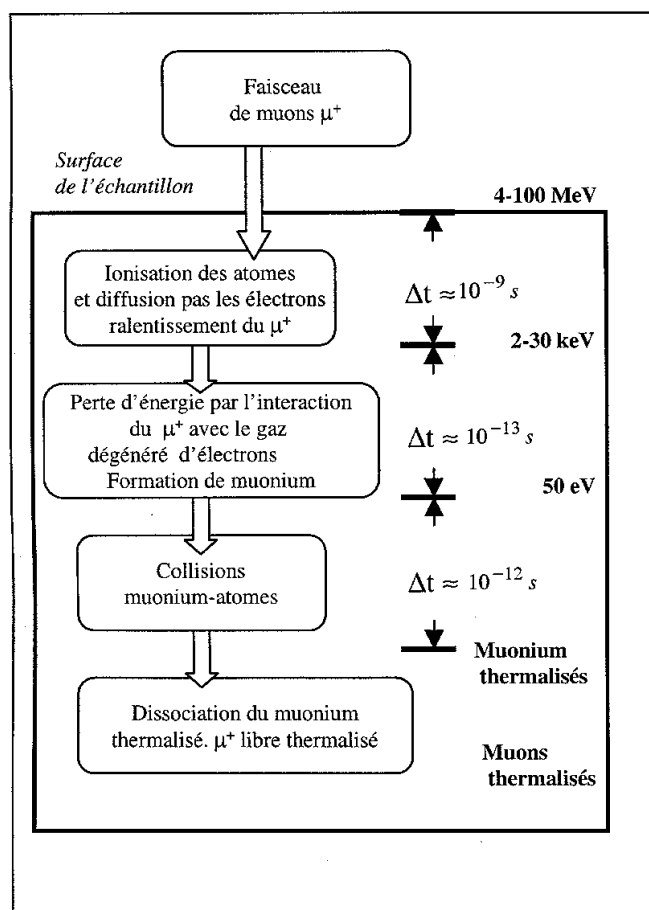 Faisceau
de muons μ⁺
Surface
de l'échantillon
4-100 MeV
Ionisation des atomes
et diffusion pas les électrons
ralentissement du μ⁺
Δt ≈ 10⁻⁹ s
2-30 keV
Perte d'énergie par l'interaction
du μ⁺ avec le gaz
dégénéré d'électrons
Formation de muonium
Δt ≈ 10⁻¹³ s
50 eV
Collisions
muonium-atomes
Δt ≈ 10⁻¹² s
Muonium
thermalisés
Dissociation du muonium
thermalisé. μ⁺ libre thermalisé
Muons
thermalisés